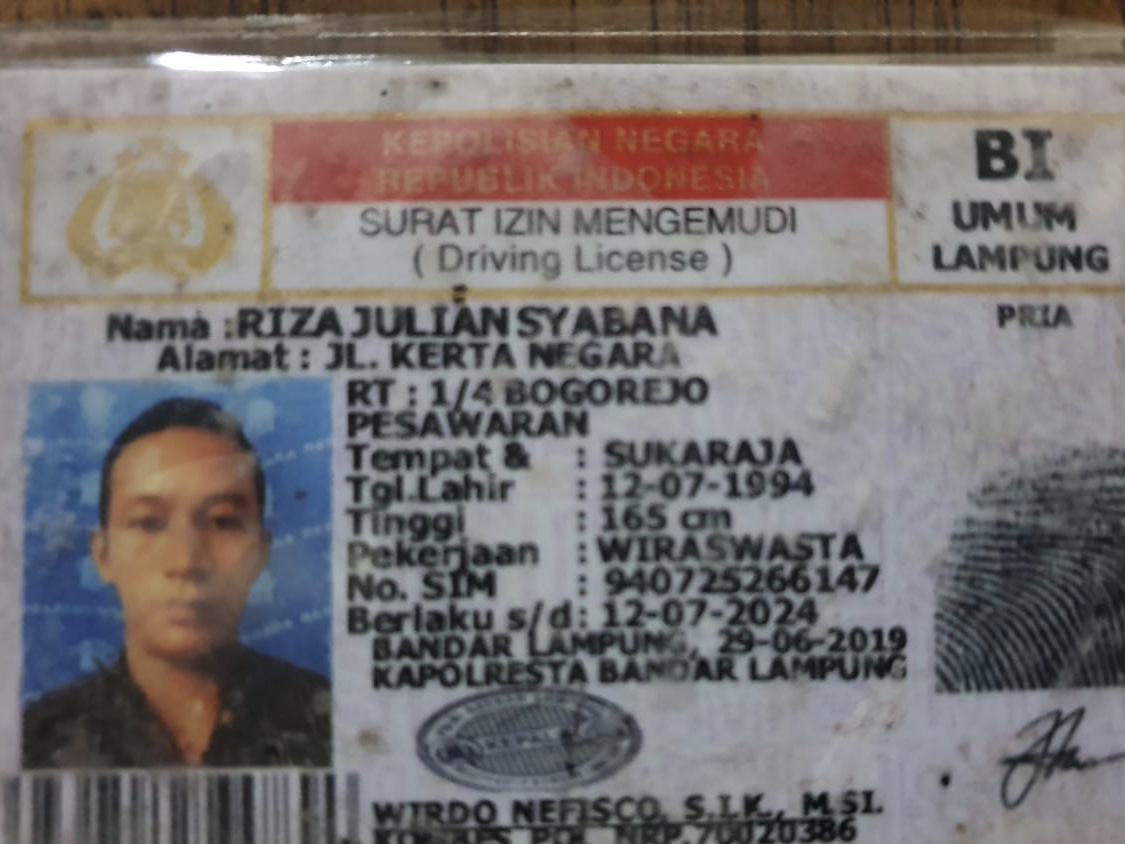 KEPOLISIAN NEGARA
REPUBLIK INDONESIA
SURAT IZIN MENGEMUDI
( Driving License )
BI
UMUM
LAMPUNG
PRIA
Nama : RIZA JULIAN SYABANA
Alamat : JL. KERTA NEGARA
RT : 1/4 BOGOREJO
PESAWARAN
Tempat & : SUKARAJA
Tgl.Lahir : 12-07-1994
Tinggi : 165 cm
Pekerjaan : WIRASWASTA
No. SIM : 940725266147
Berlaku s/d : 12-07-2024
BANDAR LAMPUNG, 29-06-2019
KAPOLRESTA BANDAR LAMPUNG
WIRDO NEFISCO, S.I.K., M.SI.
POL NRP.70020386